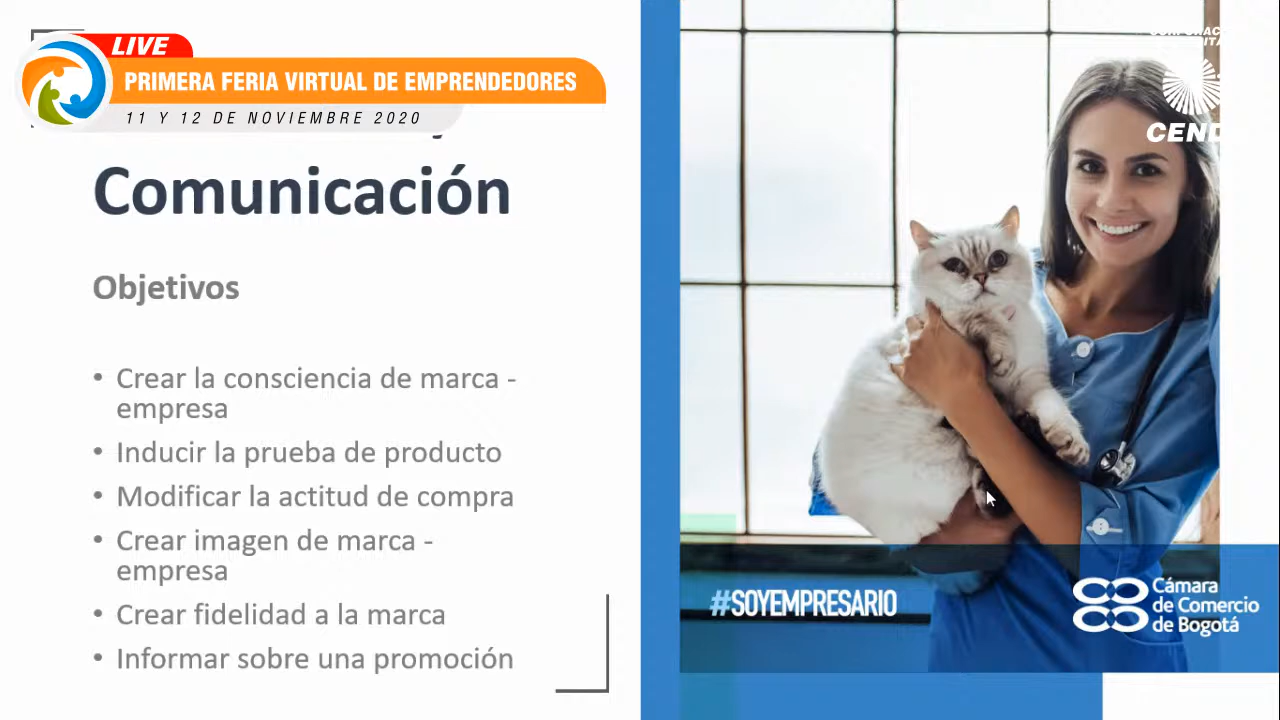 LIVE
PRIMERA FERIA VIRTUAL DE EMPRENDEDORES
11 Y 12 DE NOVIEMBRE 2020
Comunicación
Objetivos
• Crear la consciencia de marca -
empresa
• Inducir la prueba de producto
• Modificar la actitud de compra
• Crear imagen de marca -
empresa
• Crear fidelidad a la marca
• Informar sobre una promoción
#SOYEMPRESARIO
Cámara
de Comercio
de Bogotá